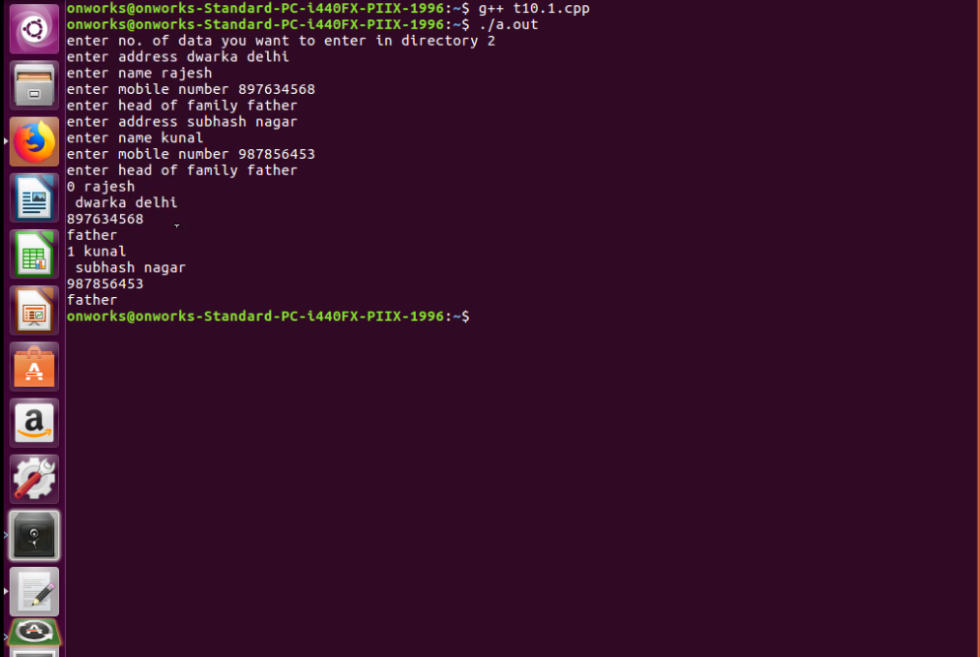 onworks@onworks-Standard-PC-i440FX-PIIX-1996:~$ g++ t10.1.cpp
onworks@onworks-Standard-PC-i440FX-PIIX-1996:~$ ./a.out
enter no. of data you want to enter in directory 2
enter address dwarka delhi
enter name rajesh
enter mobile number 897634568
enter head of family father
enter address subhash nagar
enter name kunal
enter mobile number 987856453
enter head of family father
0 rajesh
 dwarka delhi
897634568
father
1 kunal
 subhash nagar
987856453
father
onworks@onworks-Standard-PC-i440FX-PIIX-1996:~$